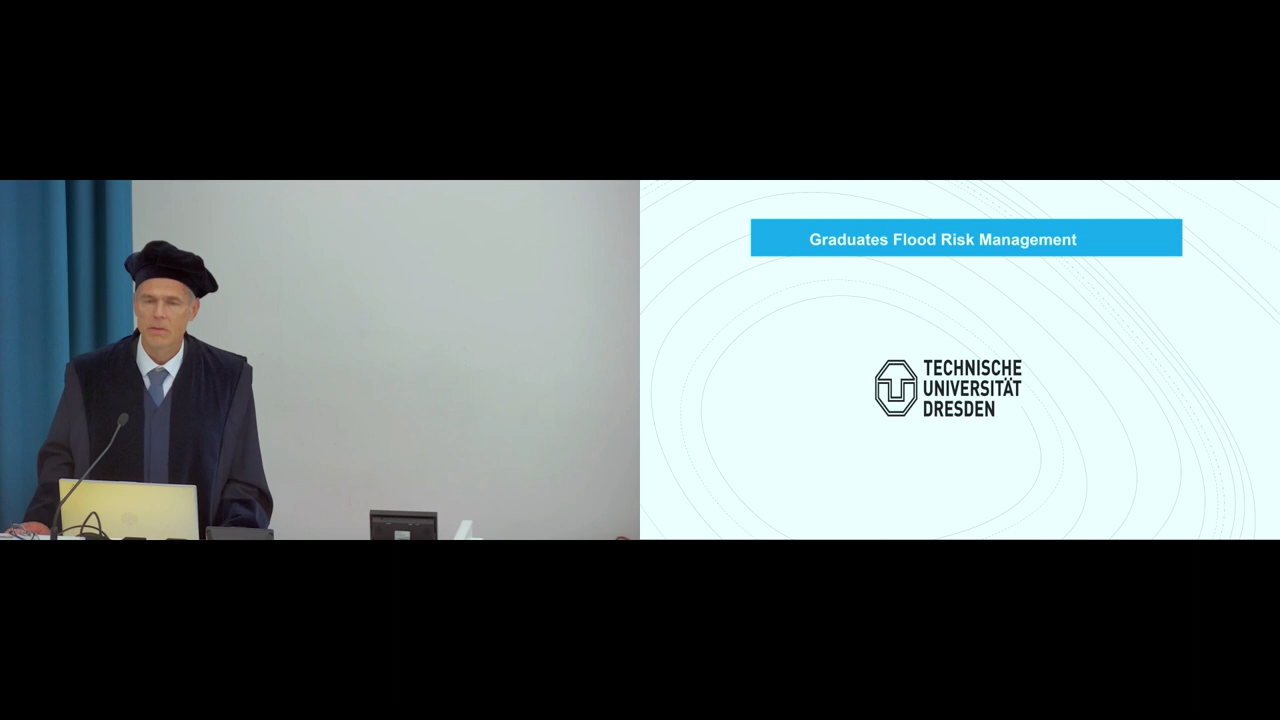 Graduates Flood Risk Management
TECHNISCHE
UNIVERSITÄT
DRESDEN